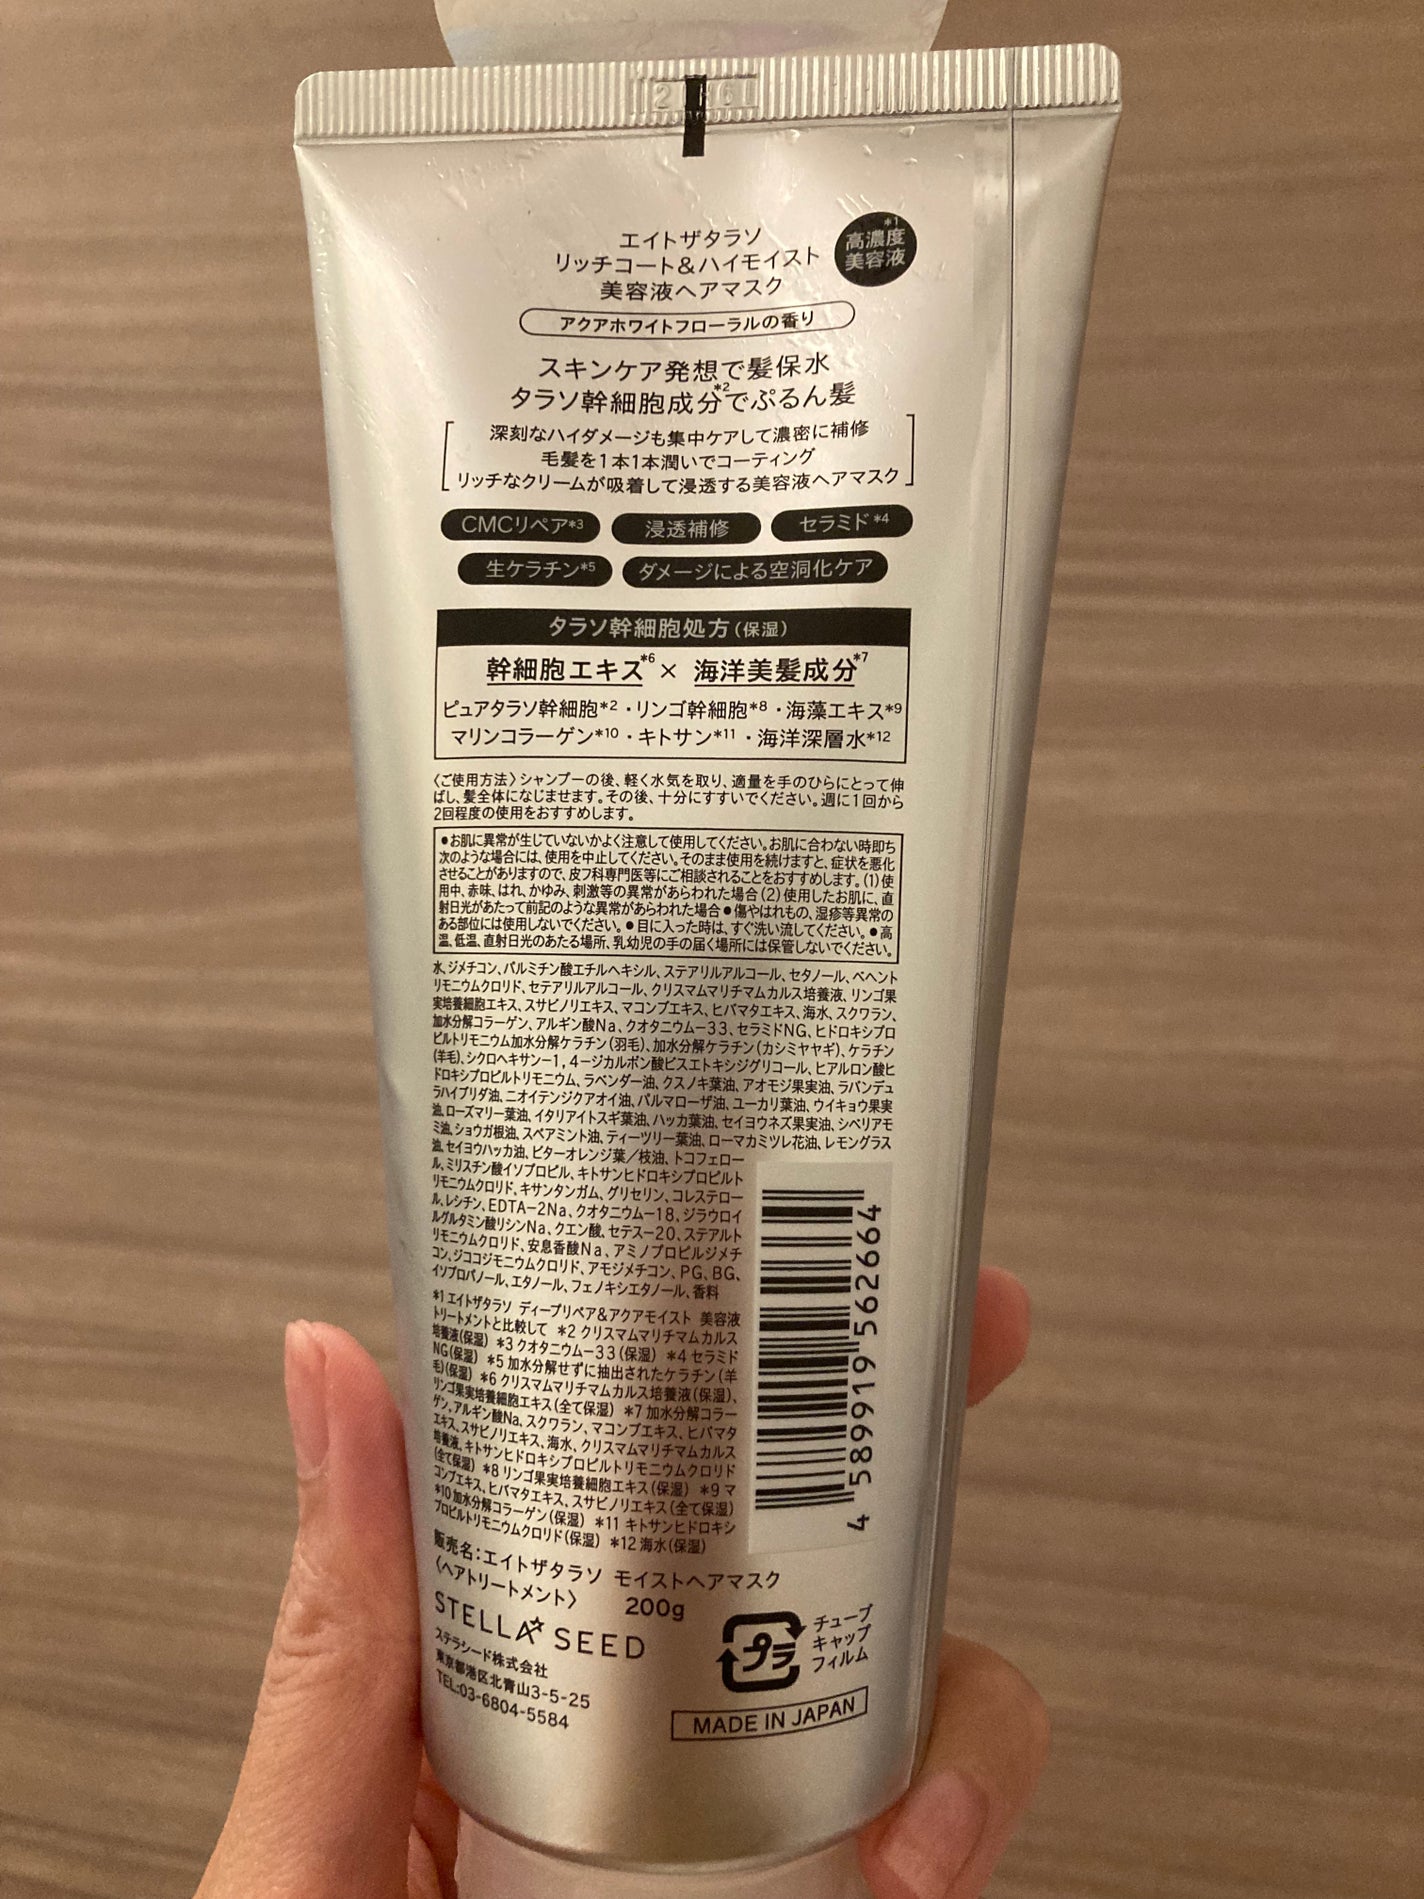 エイトザタラソ
リッチコート&ハイモイスト
美容液ヘアマスク
*1
高濃度
美容液
アクアホワイトフローラルの香り
スキンケア発想で髪保水
タラソ幹細胞成分*2でぷるん髪
深刻なハイダメージも集中ケアして濃密に補修
毛髪を1本1本潤いでコーティング
リッチなクリームが吸着して浸透する美容液ヘアマスク
CMCリペア*3 浸透補修 セラミド*4
生ケラチン*5 ダメージによる空洞化ケア
タラソ幹細胞処方(保湿)
幹細胞エキス*6 × 海洋美髪成分*7
ピュアタラソ幹細胞*2・リンゴ幹細胞*8・海藻エキス*9
マリンコラーゲン*10・キトサン*11・海洋深層水*12
〈ご使用方法〉シャンプーの後、軽く水気を取り、適量を手のひらにとって伸
ばし、髪全体になじませます。その後、十分にすすいでください。週に1回から
2回程度の使用をおすすめします。
●お肌に異常が生じていないかよく注意して使用してください。お肌に合わない時即ち
次のような場合には、使用を中止してください。そのまま使用を続けますと、症状を悪化
させることがありますので、皮フ科専門医等にご相談されることをおすすめします。(1)使
用中、赤味、はれ、かゆみ、刺激等の異常があらわれた場合(2)使用したお肌に、直
射日光があたって前記のような異常があらわれた場合●傷やはれもの、湿疹等異常の
ある部位には使用しないでください。●目に入った時は、すぐ洗い流してください。●高
温、低温、直射日光のあたる場所、乳幼児の手の届く場所には保管しないでください。
水、ジメチコン、パルミチン酸エチルヘキシル、ステアリルアルコール、セタノール、ベヘント
リモニウムクロリド、セテアリルアルコール、クリスマムマリチマムカルス培養液、リンゴ果
実培養細胞エキス、スサビノリエキス、マコンブエキス、ヒバマタエキス、海水、スクワラン、
加水分解コラーゲン、アルギン酸Na、クオタニウム-33、セラミドNG、ヒドロキシプロ
ピルトリモニウム加水分解ケラチン(羽毛)、加水分解ケラチン(カシミヤヤギ)、ケラチン
(羊毛)、シクロヘキサン-1,4-ジカルボン酸ビスエトキシジグリコール、ヒアルロン酸ヒ
ドロキシプロピルトリモニウム、ラベンダー油、クスノキ葉油、アオモジ果実油、ラバンデュ
ラハイブリダ油、ニオイテンジクアオイ油、パルマローザ油、ユーカリ葉油、ウイキョウ果実
油、ローズマリー葉油、イタリアイトスギ葉油、ハッカ葉油、セイヨウネズ果実油、シベリアモ
ミ油、ショウガ根油、スペアミント油、ティーツリー葉油、ローマカミツレ花油、レモングラス
油、セイヨウハッカ油、ビターオレンジ葉/枝油、トコフェロー
ル、ミリスチン酸イソプロピル、キトサンヒドロキシプロピルト
リモニウムクロリド、キサンタンガム、グリセリン、コレステロー
ル、レシチン、EDTA-2Na、クオタニウム-18、ジラウロイ
ルグルタミン酸リシンNa、クエン酸、セテス-20、ステアルト
リモニウムクロリド、安息香酸Na、アミノプロピルジメチ
コン、ジココジモニウムクロリド、アモジメチコン、PG、BG、
イソプロパノール、エタノール、フェノキシエタノール、香料
*1 エイトザタラソ ディープリペア&アクアモイスト 美容液
トリートメントと比較して *2 クリスマムマリチマムカルス
培養液(保湿) *3 クオタニウム-33(保湿) *4 セラミド
NG(保湿) *5 加水分解せずに抽出されたケラチン(羊
毛)(保湿) *6 クリスマムマリチマムカルス培養液(保湿)、
リンゴ果実培養細胞エキス(全て保湿) *7 加水分解コラー
ゲン、アルギン酸Na、スクワラン、マコンブエキス、ヒバマタ
エキス、スサビノリエキス、海水、クリスマムマリチマムカルス
培養液、キトサンヒドロキシプロピルトリモニウムクロリド
(全て保湿) *8 リンゴ果実培養細胞エキス(保湿) *9 マ
コンブエキス、ヒバマタエキス、スサビノリエキス(全て保湿)
*10 加水分解コラーゲン(保湿) *11 キトサンヒドロキシ
プロピルトリモニウムクロリド(保湿) *12 海水(保湿)
4 589919 562664
販売名:エイトザタラソ モイストヘアマスク
〈ヘアトリートメント〉 200g
STELLA SEED
ステラシード株式会社
東京都港区北青山3-5-25
TEL:03-6804-5584
プラ
チューブ
キャップ
フィルム
MADE IN JAPAN